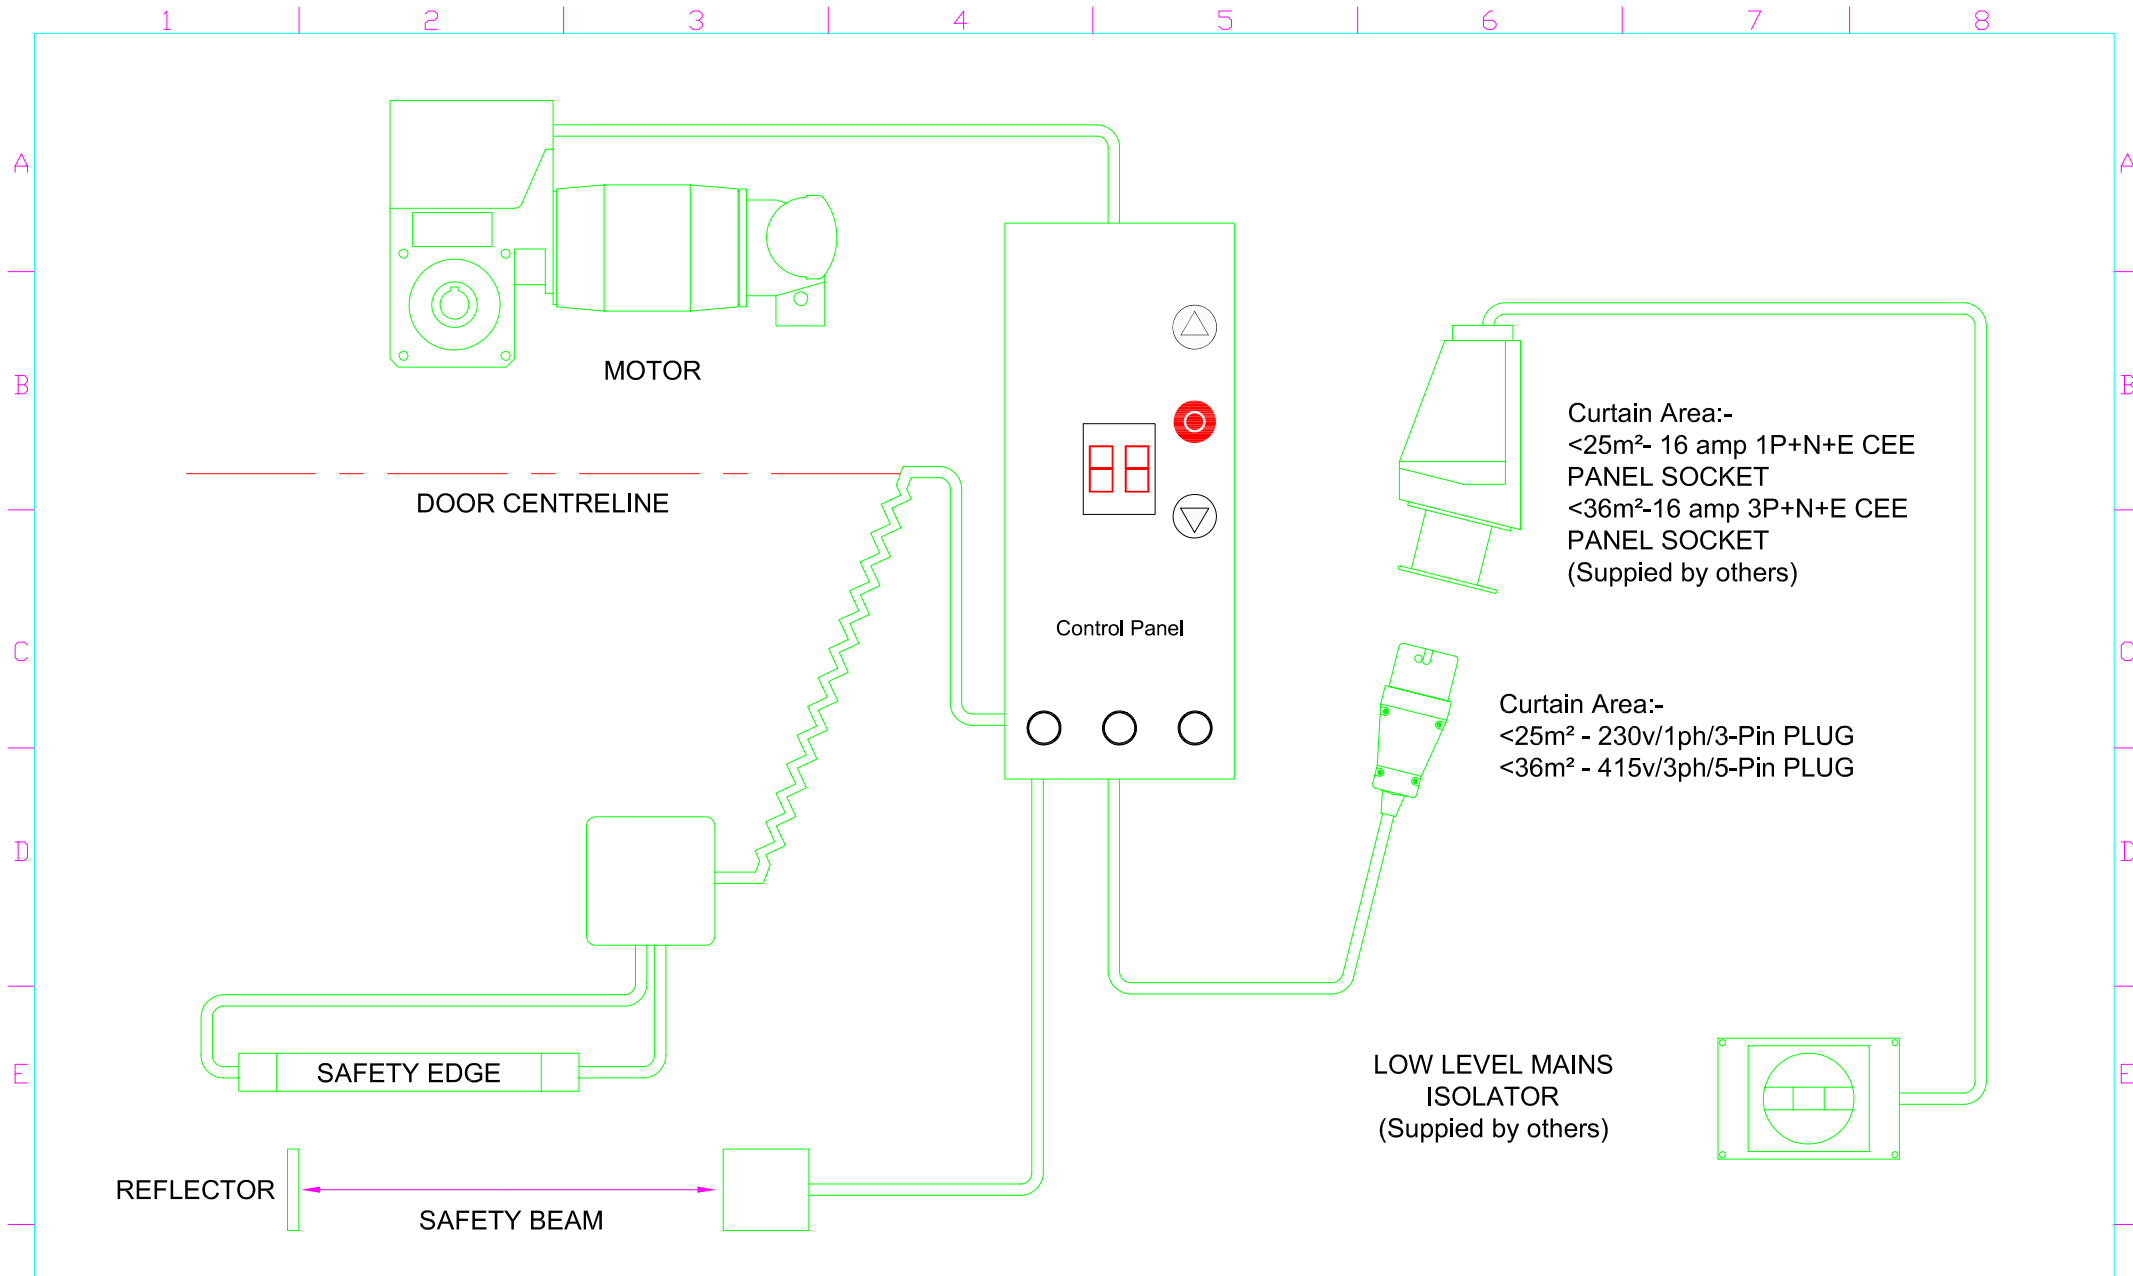 1 2 3 4 5 6 7 8
A A
MOTOR
B B
Curtain Area:-
<25m²- 16 amp 1P+N+E CEE
PANEL SOCKET
<36m²-16 amp 3P+N+E CEE
PANEL SOCKET
(Suppied by others)
DOOR CENTRELINE
Control Panel
C C
Curtain Area:-
<25m² - 230v/1ph/3-Pin PLUG
<36m² - 415v/3ph/5-Pin PLUG
D D
E E
SAFETY EDGE
LOW LEVEL MAINS
ISOLATOR
(Suppied by others)
REFLECTOR
SAFETY BEAM